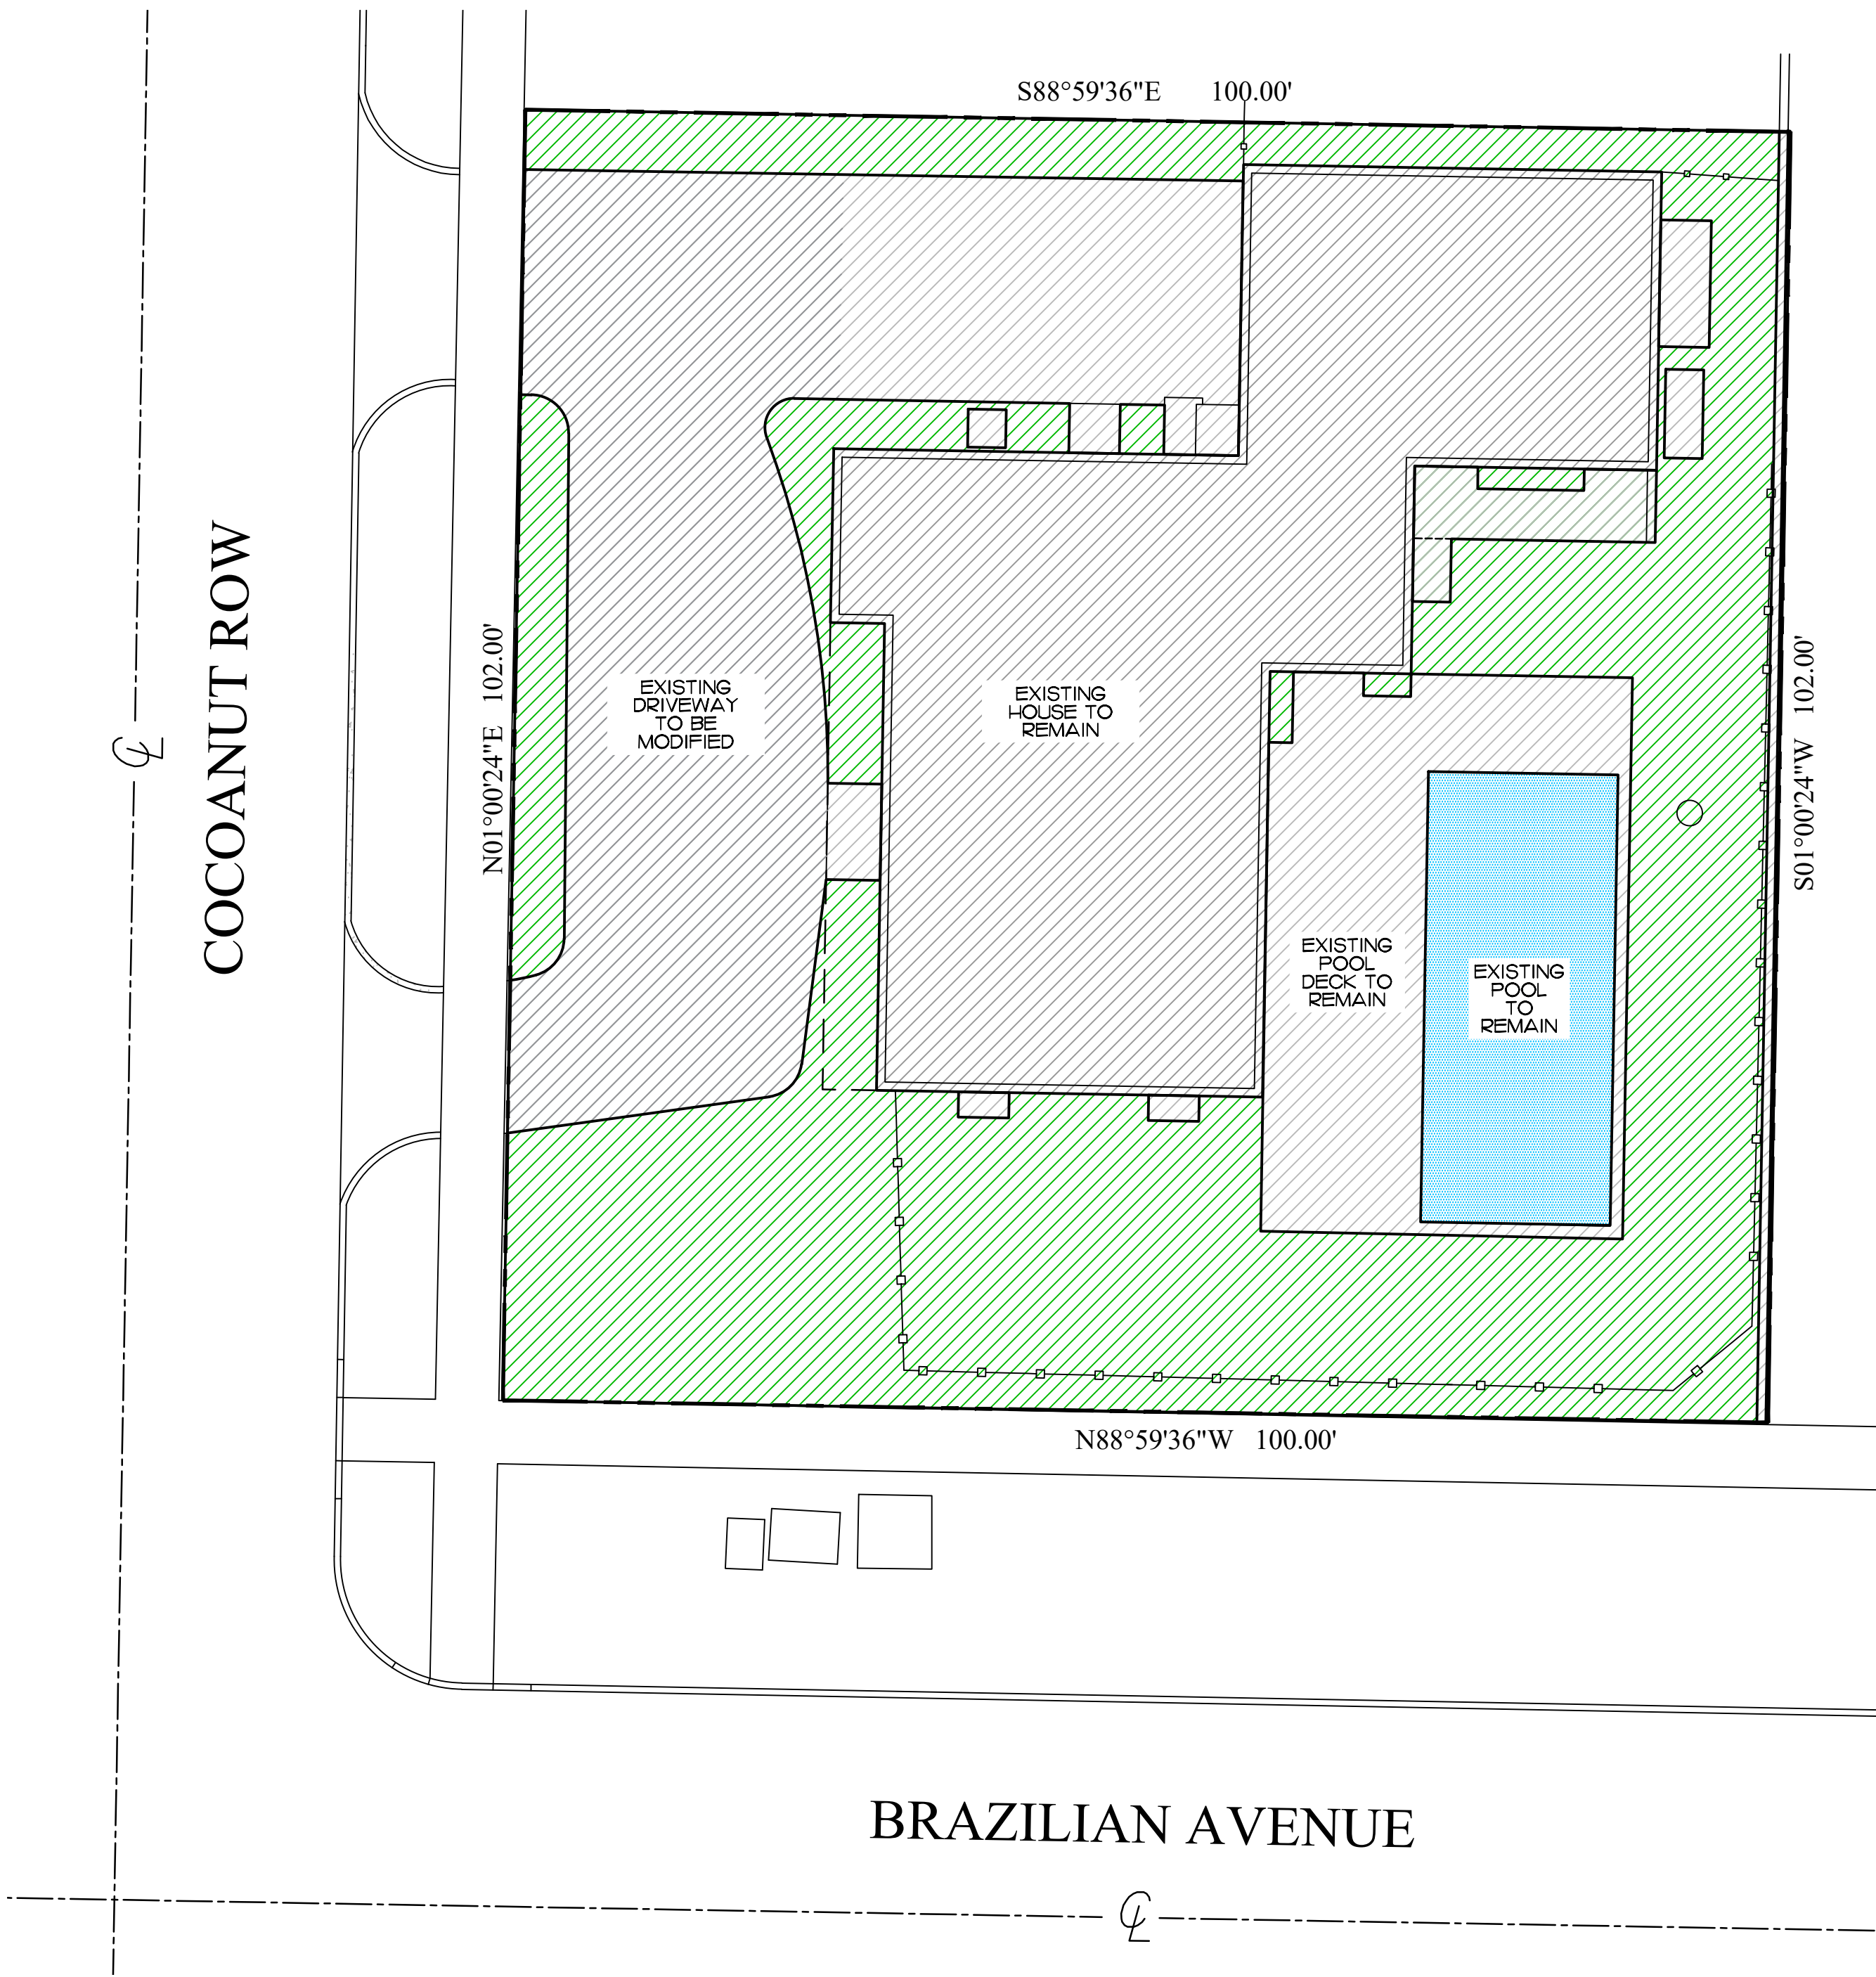 S88°59'36"E 100.00'
COCOANUT ROW
N01°00'24"E 102.00'
EXISTING
DRIVEWAY
TO BE
MODIFIED
EXISTING
HOUSE TO
REMAIN
EXISTING
POOL
DECK TO
REMAIN
EXISTING
POOL
TO
REMAIN
S01°00'24"W 102.00'
N88°59'36"W 100.00'
BRAZILIAN AVENUE